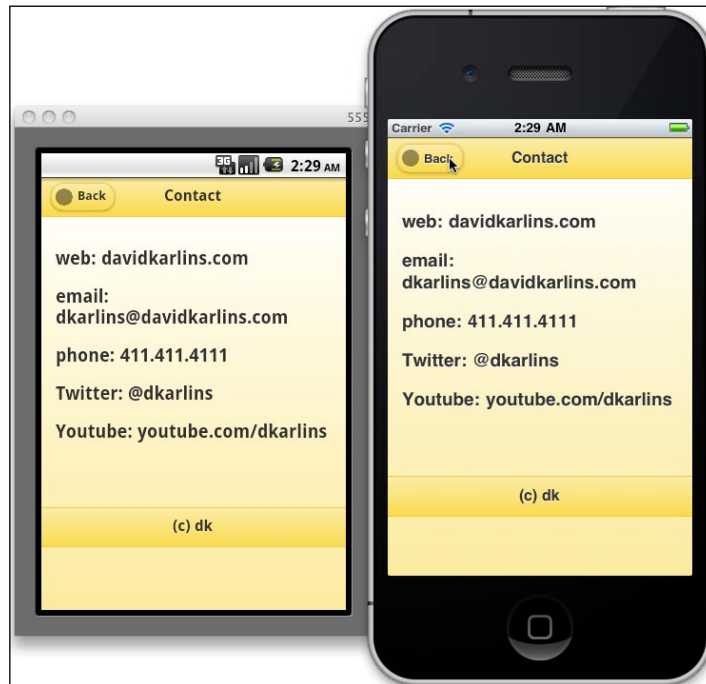 555
3G
2:29 AM
Back
Contact
web: davidkarlins.com
email:
dkarlins@davidkarlins.com
phone: 411.411.4111
Twitter: @dkarlins
Youtube: youtube.com/dkarlins
(c) dk
Carrier
2:29 AM
Back
Contact
web: davidkarlins.com
email:
dkarlins@davidkarlins.com
phone: 411.411.4111
Twitter: @dkarlins
Youtube: youtube.com/dkarlins
(c) dk